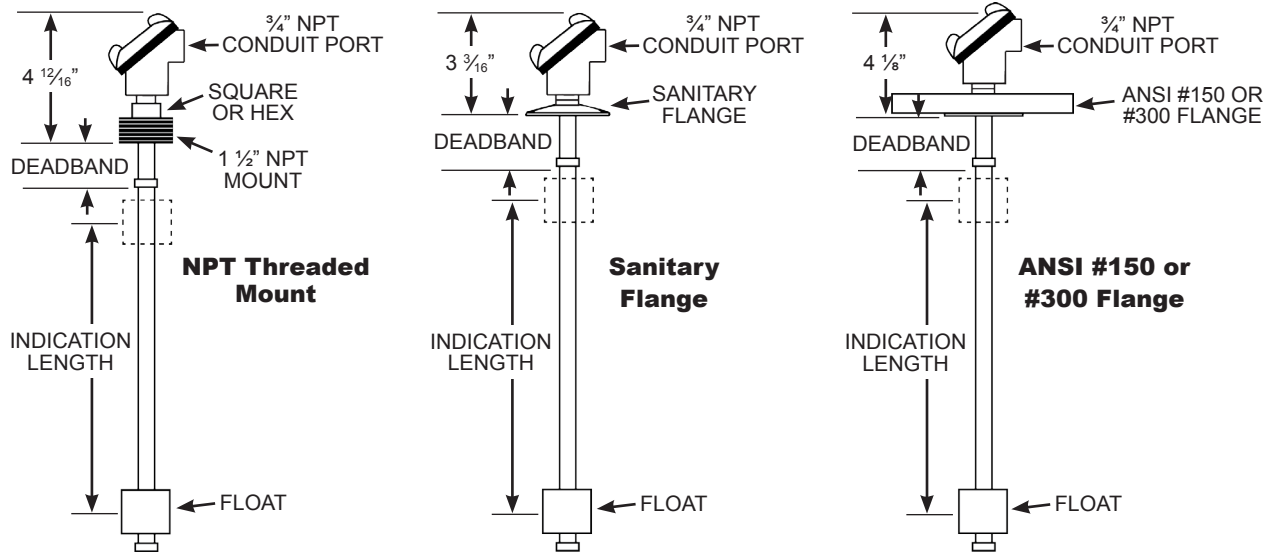 ¾” NPT
CONDUIT PORT
4 12/16”
SQUARE
OR HEX
DEADBAND
1 ½” NPT
MOUNT
NPT Threaded
Mount
INDICATION
LENGTH
FLOAT
¾” NPT
CONDUIT PORT
3 3/16”
SANITARY
FLANGE
DEADBAND
Sanitary
Flange
INDICATION
LENGTH
FLOAT
¾” NPT
CONDUIT PORT
4 ⅛”
ANSI #150 OR
#300 FLANGE
DEADBAND
ANSI #150 or
#300 Flange
INDICATION
LENGTH
FLOAT